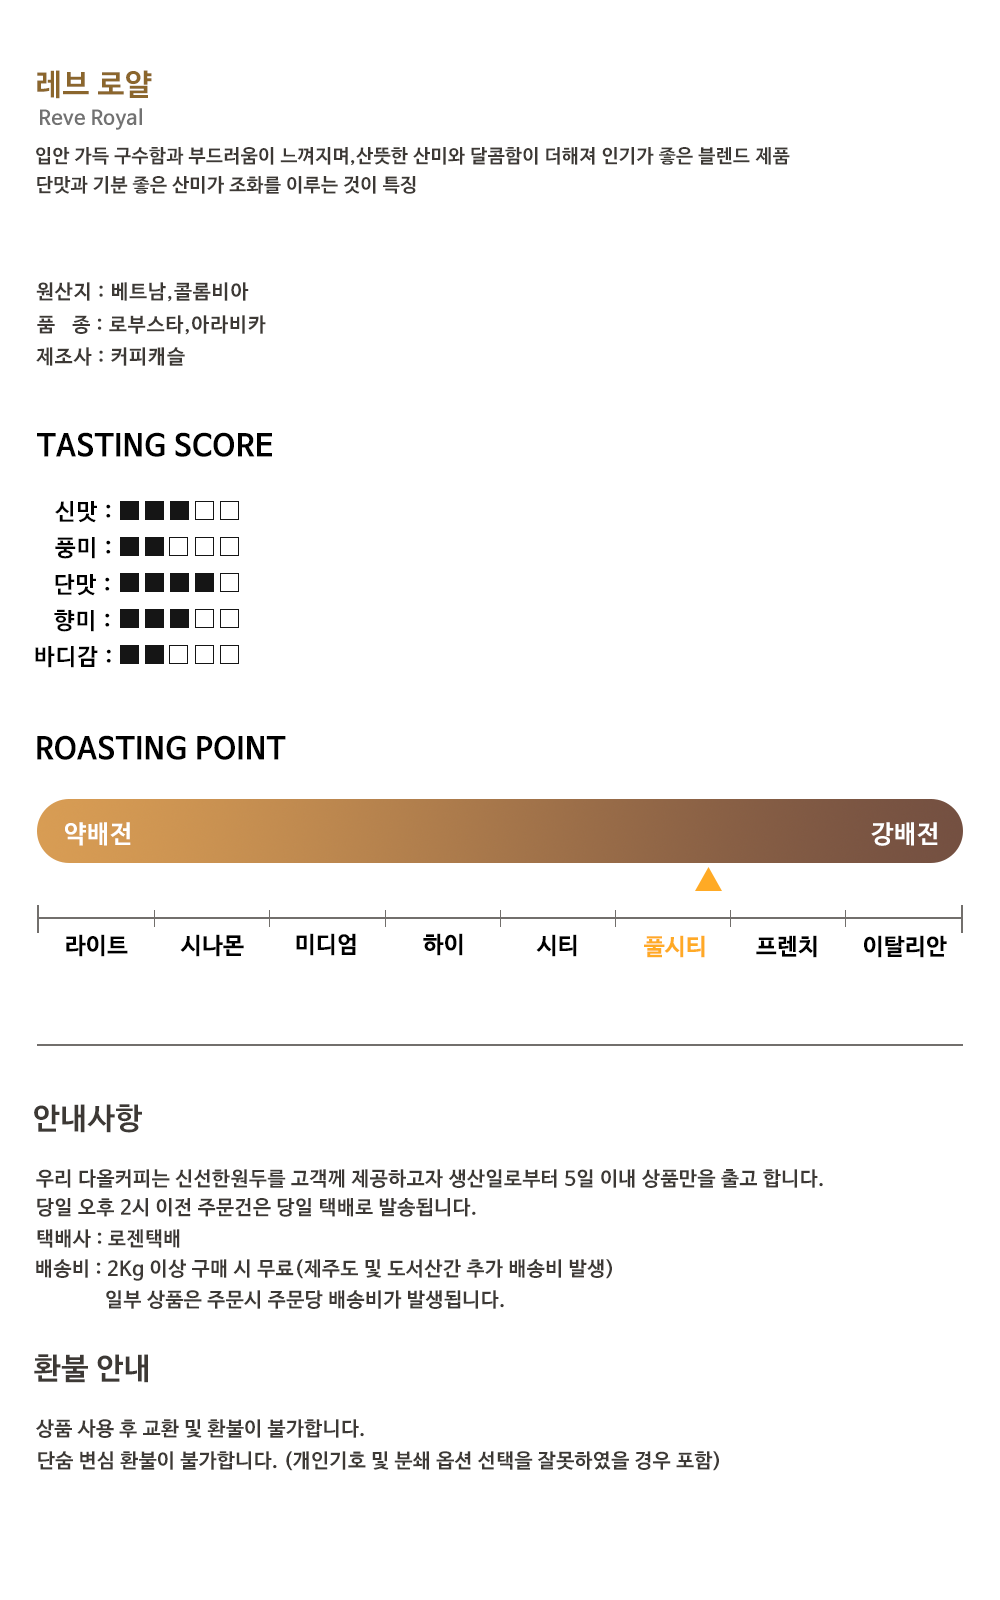 레브 로얄
Reve Royal
입안 가득 구수함과 부드러움이 느껴지며,산뜻한 산미와 달콤함이 더해져 인기가 좋은 블렌드 제품
단맛과 기분 좋은 산미가 조화를 이루는 것이 특징
원산지 : 베트남,콜롬비아
품 종 : 로부스타,아라비카
제조사 : 커피캐슬
TASTING SCORE
신맛 :
풍미 :
단맛 :
향미 :
바디감 :
ROASTING POINT
약배전 강배전
라이트 시나몬 미디엄 하이 시티 풀시티 프렌치 이탈리안
안내사항
우리 다올커피는 신선한원두를 고객께 제공하고자 생산일로부터 5일 이내 상품만을 출고 합니다.
당일 오후 2시 이전 주문건은 당일 택배로 발송됩니다.
택배사 : 로젠택배
배송비 : 2Kg 이상 구매 시 무료(제주도 및 도서산간 추가 배송비 발생)
일부 상품은 주문시 주문당 배송비가 발생됩니다.
환불 안내
상품 사용 후 교환 및 환불이 불가합니다.
단숨 변심 환불이 불가합니다. (개인기호 및 분쇄 옵션 선택을 잘못하였을 경우 포함)